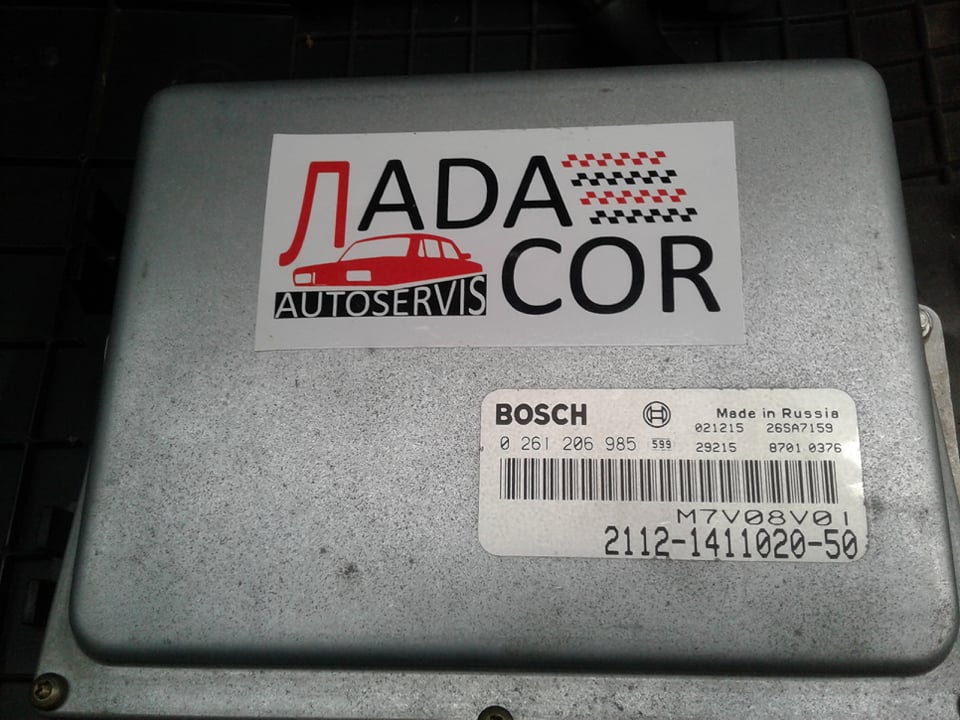 ЛADA
COR
AUTOSERVIS
BOSCH
Made in Russia
021215 26SA7159
0 261 206 985 599 29215 8701 0376
M7V08V01
2112-1411020-50